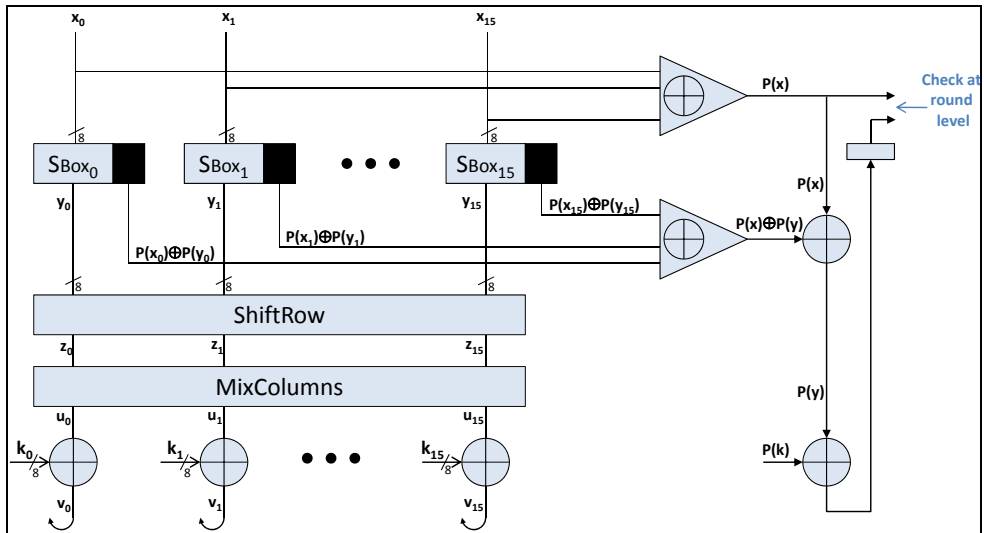 x₀ x₁ x₁₅
P(x)
Check at
round
level
8 8 8
SBox₀ SBox₁ SBox₁₅
P(x)
y₀ y₁ y₁₅
P(x₁₅)⊕P(y₁₅)
P(x)⊕P(y)
P(x₁)⊕P(y₁)
P(x₀)⊕P(y₀)
8 8 8
ShiftRow
z₀ z₁ z₁₅
MixColumns
P(y)
u₀ u₁ u₁₅
k₀ k₁ k₁₅
P(k)
8 8 8
v₀ v₁ v₁₅